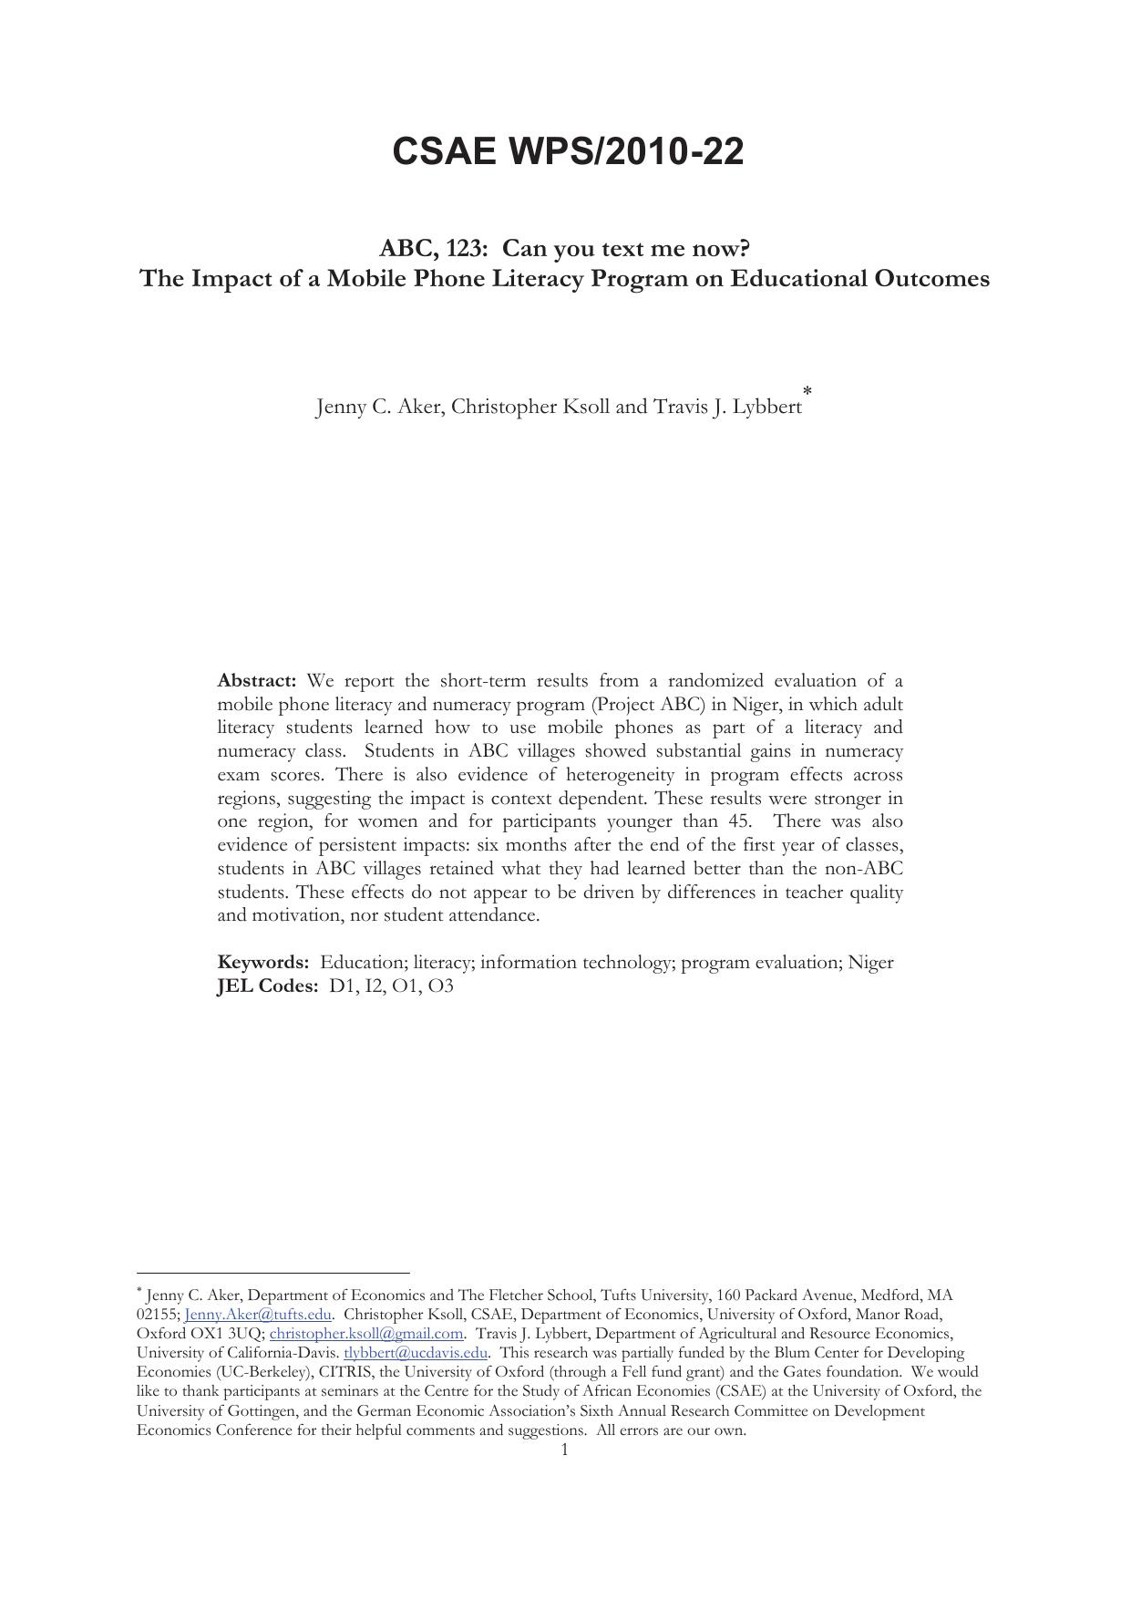 CSAE WPS/2010-22
ABC, 123:  Can you text me now?
The Impact of a Mobile Phone Literacy Program on Educational Outcomes
Jenny C. Aker, Christopher Ksoll and Travis J. Lybbert*
Abstract:  We report the short-term results from a randomized evaluation of a
mobile phone literacy and numeracy program (Project ABC) in Niger, in which adult
literacy students learned how to use mobile phones as part of a literacy and
numeracy class.   Students in ABC villages showed substantial gains in numeracy
exam scores. There is also evidence of heterogeneity in program effects across
regions, suggesting the impact is context dependent. These results were stronger in
one region, for women and for participants younger than 45.   There was also
evidence of persistent impacts: six months after the end of the first year of classes,
students in ABC villages retained what they had learned better than the non-ABC
students. These effects do not appear to be driven by differences in teacher quality
and motivation, nor student attendance.
Keywords:  Education; literacy; information technology; program evaluation; Niger
JEL Codes:  D1, I2, O1, O3
* Jenny C. Aker, Department of Economics and The Fletcher School, Tufts University, 160 Packard Avenue, Medford, MA
02155; Jenny.Aker@tufts.edu.  Christopher Ksoll, CSAE, Department of Economics, University of Oxford, Manor Road,
Oxford OX1 3UQ; christopher.ksoll@gmail.com.  Travis J. Lybbert, Department of Agricultural and Resource Economics,
University of California-Davis. tlybbert@ucdavis.edu.  This research was partially funded by the Blum Center for Developing
Economies (UC-Berkeley), CITRIS, the University of Oxford (through a Fell fund grant) and the Gates foundation.  We would
like to thank participants at seminars at the Centre for the Study of African Economies (CSAE) at the University of Oxford, the
University of Gottingen, and the German Economic Association's Sixth Annual Research Committee on Development
Economics Conference for their helpful comments and suggestions.  All errors are our own.
1